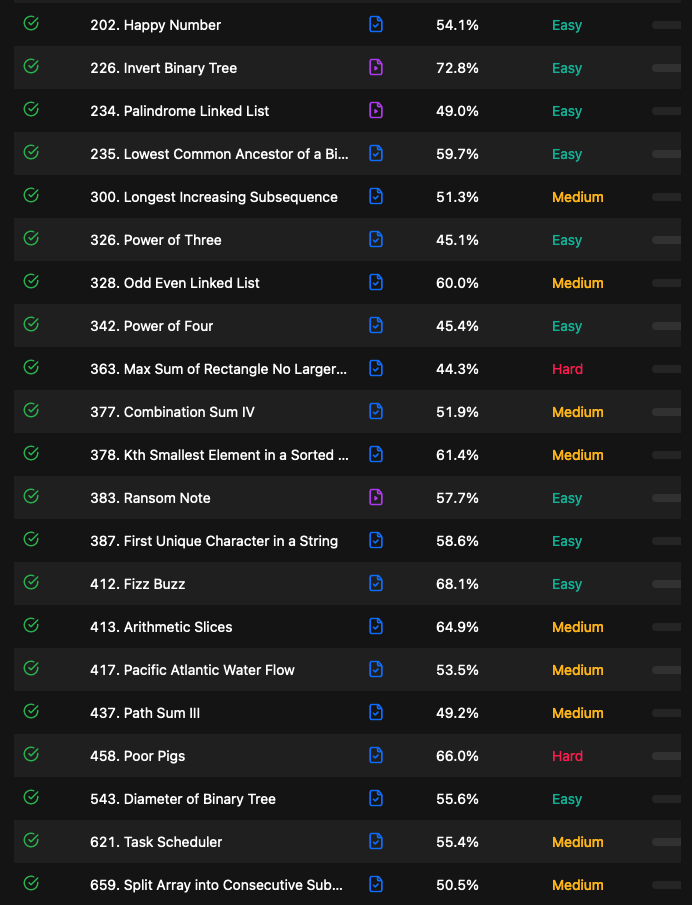 202. Happy Number 54.1% Easy
226. Invert Binary Tree 72.8% Easy
234. Palindrome Linked List 49.0% Easy
235. Lowest Common Ancestor of a Bi... 59.7% Easy
300. Longest Increasing Subsequence 51.3% Medium
326. Power of Three 45.1% Easy
328. Odd Even Linked List 60.0% Medium
342. Power of Four 45.4% Easy
363. Max Sum of Rectangle No Larger... 44.3% Hard
377. Combination Sum IV 51.9% Medium
378. Kth Smallest Element in a Sorted ... 61.4% Medium
383. Ransom Note 57.7% Easy
387. First Unique Character in a String 58.6% Easy
412. Fizz Buzz 68.1% Easy
413. Arithmetic Slices 64.9% Medium
417. Pacific Atlantic Water Flow 53.5% Medium
437. Path Sum III 49.2% Medium
458. Poor Pigs 66.0% Hard
543. Diameter of Binary Tree 55.6% Easy
621. Task Scheduler 55.4% Medium
659. Split Array into Consecutive Sub... 50.5% Medium